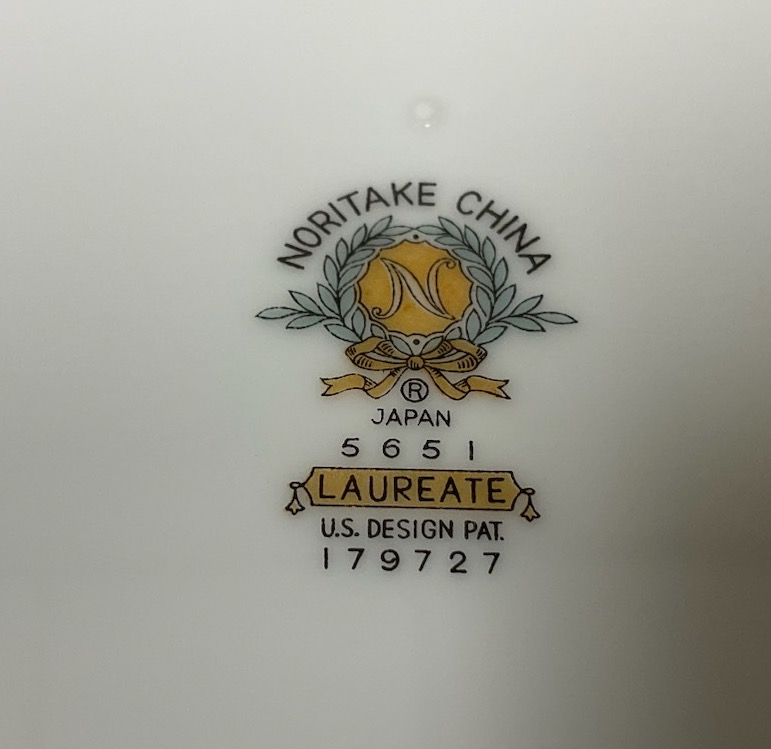 NORITAKE CHINA
N
®
JAPAN
5651
LAUREATE
U.S. DESIGN PAT.
179727